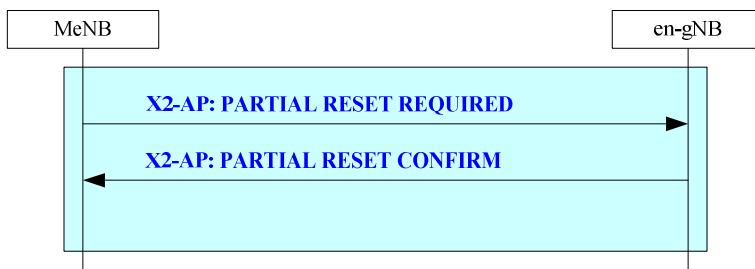 MeNB
en-gNB
X2-AP: PARTIAL RESET REQUIRED
X2-AP: PARTIAL RESET CONFIRM